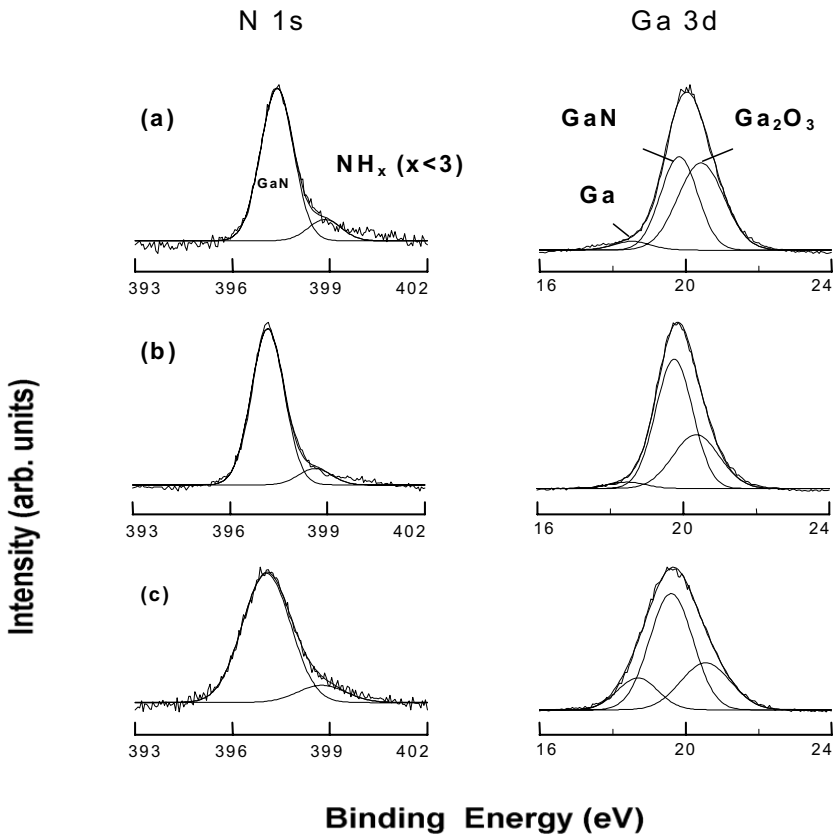 N 1s
Ga 3d
(a)
GaN
NHₓ (x<3)
GaN
Ga₂O₃
Ga
393 396 399 402
16 20 24
(b)
393 396 399 402
16 20 24
(c)
393 396 399 402
16 20 24
Intensity (arb. units)
Binding Energy (eV)